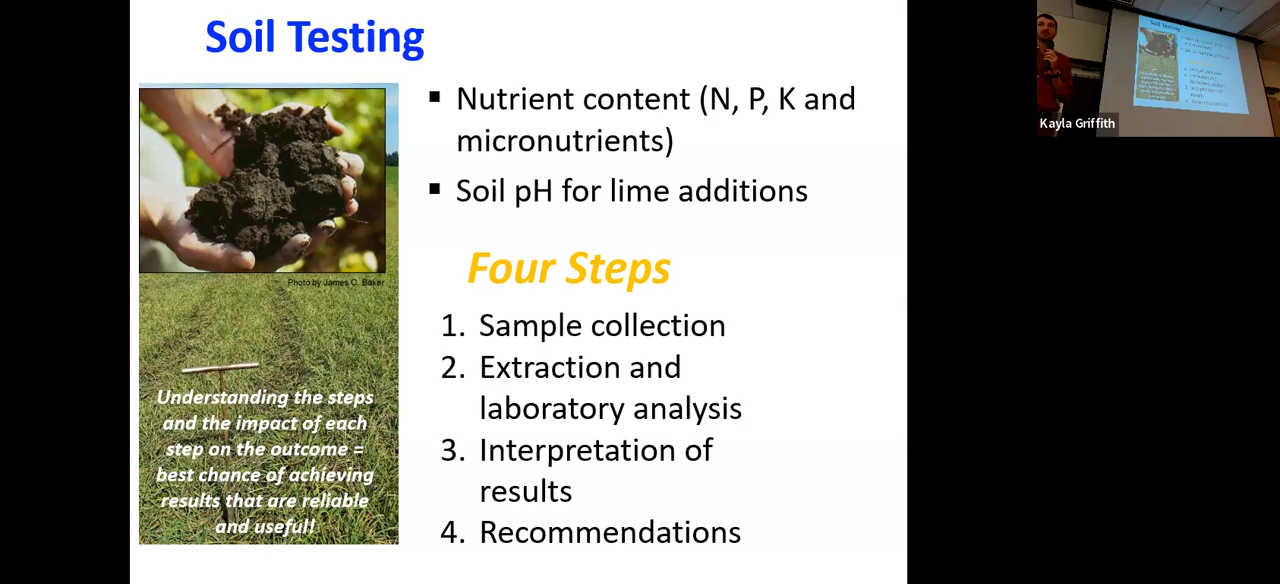 Soil Testing
▪ Nutrient content (N, P, K and
micronutrients)
▪ Soil pH for lime additions
Photo by James C. Baker
Four Steps
1. Sample collection
2. Extraction and
laboratory analysis
3. Interpretation of
results
4. Recommendations
Understanding the steps
and the impact of each
step on the outcome =
best chance of achieving
results that are reliable
and useful!
Kayla Griffith
Soil Testing